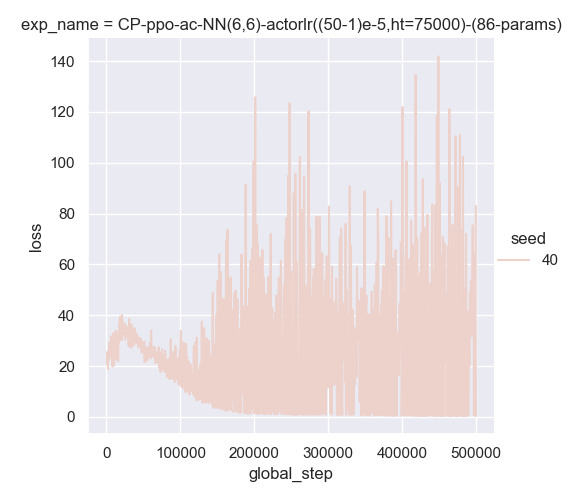 exp_name = CP-ppo-ac-NN(6,6)-actorlr((50-1)e-5,ht=75000)-(86-params)
140
120
100
80
60
40
20
0
loss
0 100000 200000 300000 400000 500000
global_step
seed
40